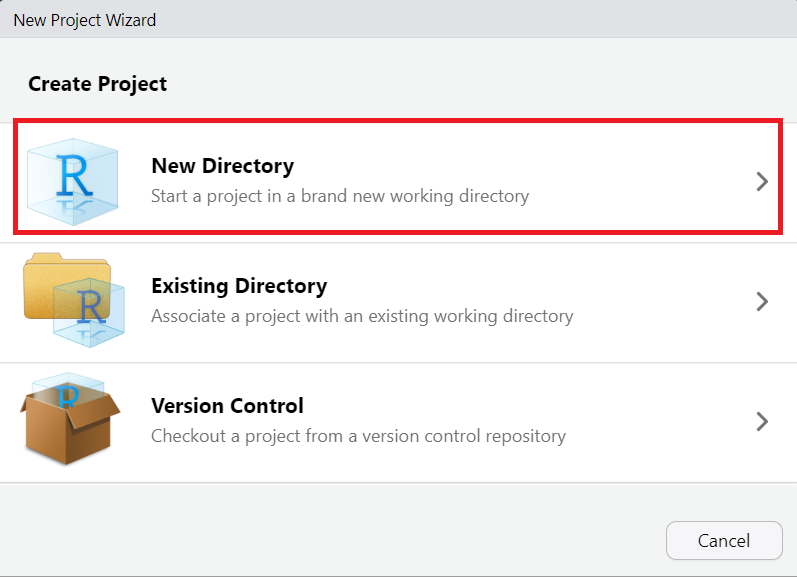 New Project Wizard
Create Project
R
New Directory
Start a project in a brand new working directory
R
Existing Directory
Associate a project with an existing working directory
R
Version Control
Checkout a project from a version control repository
Cancel